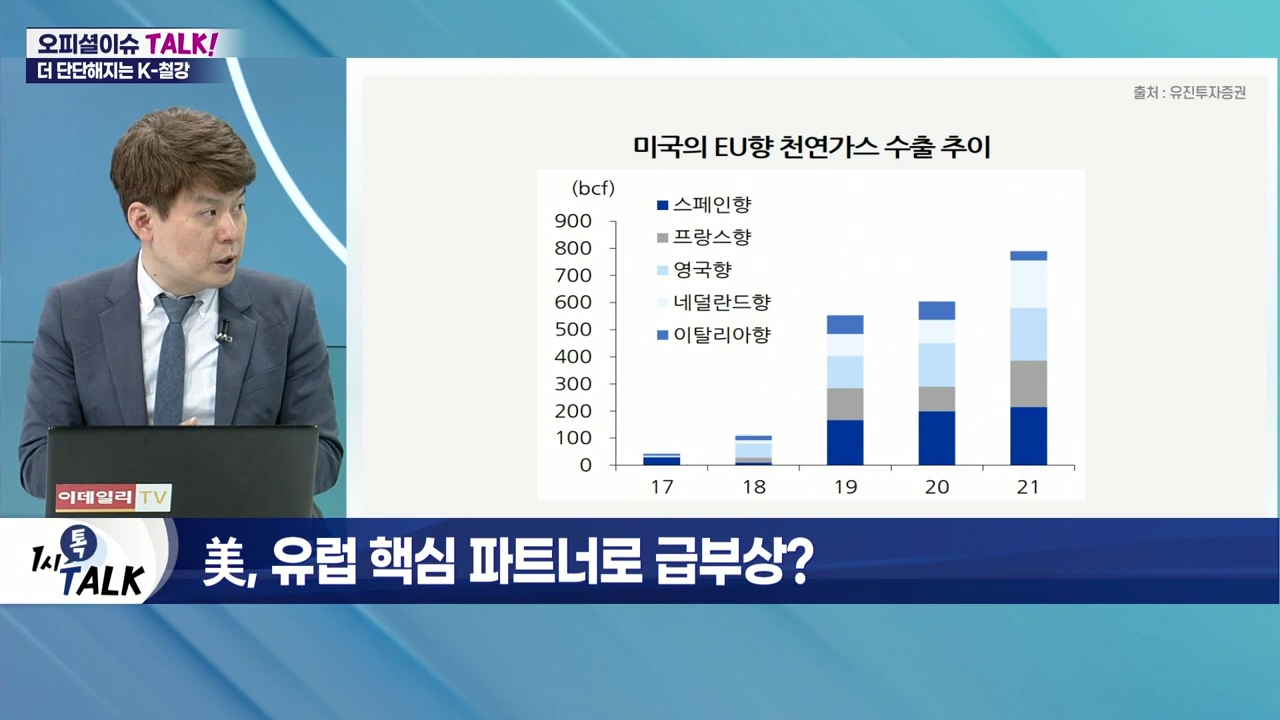 오피셜이슈 TALK!
더 단단해지는 K-철강
출처 : 유진투자증권
미국의 EU향 천연가스 수출 추이
(bcf)
스페인향
프랑스향
영국향
네덜란드향
이탈리아향
900
800
700
600
500
400
300
200
100
0
17 18 19 20 21
이데일리TV
1시 톡 TALK
美, 유럽 핵심 파트너로 급부상?